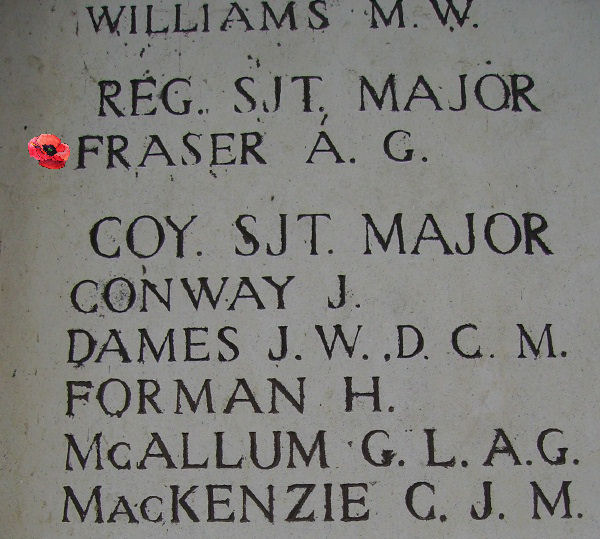 WILLIAMS M. W.
REG. SJT. MAJOR
FRASER A. G.
COY. SJT. MAJOR
CONWAY J.
DAMES J. W., D. C. M.
FORMAN H.
McALLUM G. L. A. G.
MacKENZIE C. J. M.